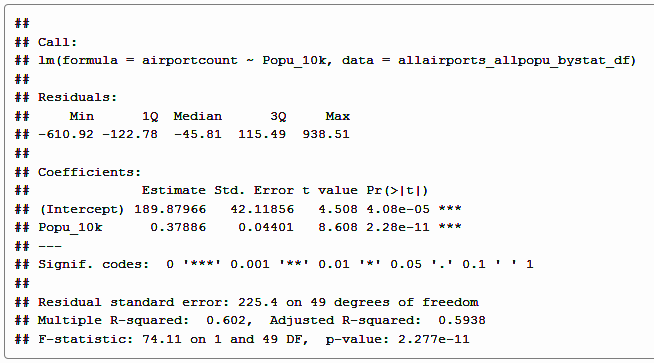 ##
## Call:
## lm(formula = airportcount ~ Popu_10k, data = allairports_allpopu_bystat_df)
##
## Residuals:
##     Min      1Q  Median      3Q     Max
## -610.92 -122.78  -45.81  115.49  938.51
##
## Coefficients:
##              Estimate Std. Error t value Pr(>|t|)
## (Intercept) 189.87966   42.11856   4.508 4.08e-05 ***
## Popu_10k      0.37886    0.04401   8.608 2.28e-11 ***
## ---
## Signif. codes:  0 '***' 0.001 '**' 0.01 '*' 0.05 '.' 0.1 ' ' 1
##
## Residual standard error: 225.4 on 49 degrees of freedom
## Multiple R-squared:  0.602,  Adjusted R-squared:  0.5938
## F-statistic: 74.11 on 1 and 49 DF,  p-value: 2.277e-11